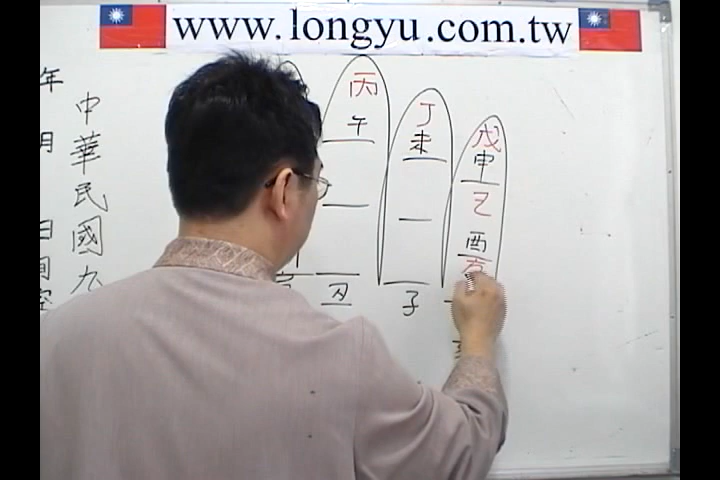 www.longyu.com.tw
年
月
日
中華民國九
丙
午
丑
丁
未
子
戊
申
乙
酉